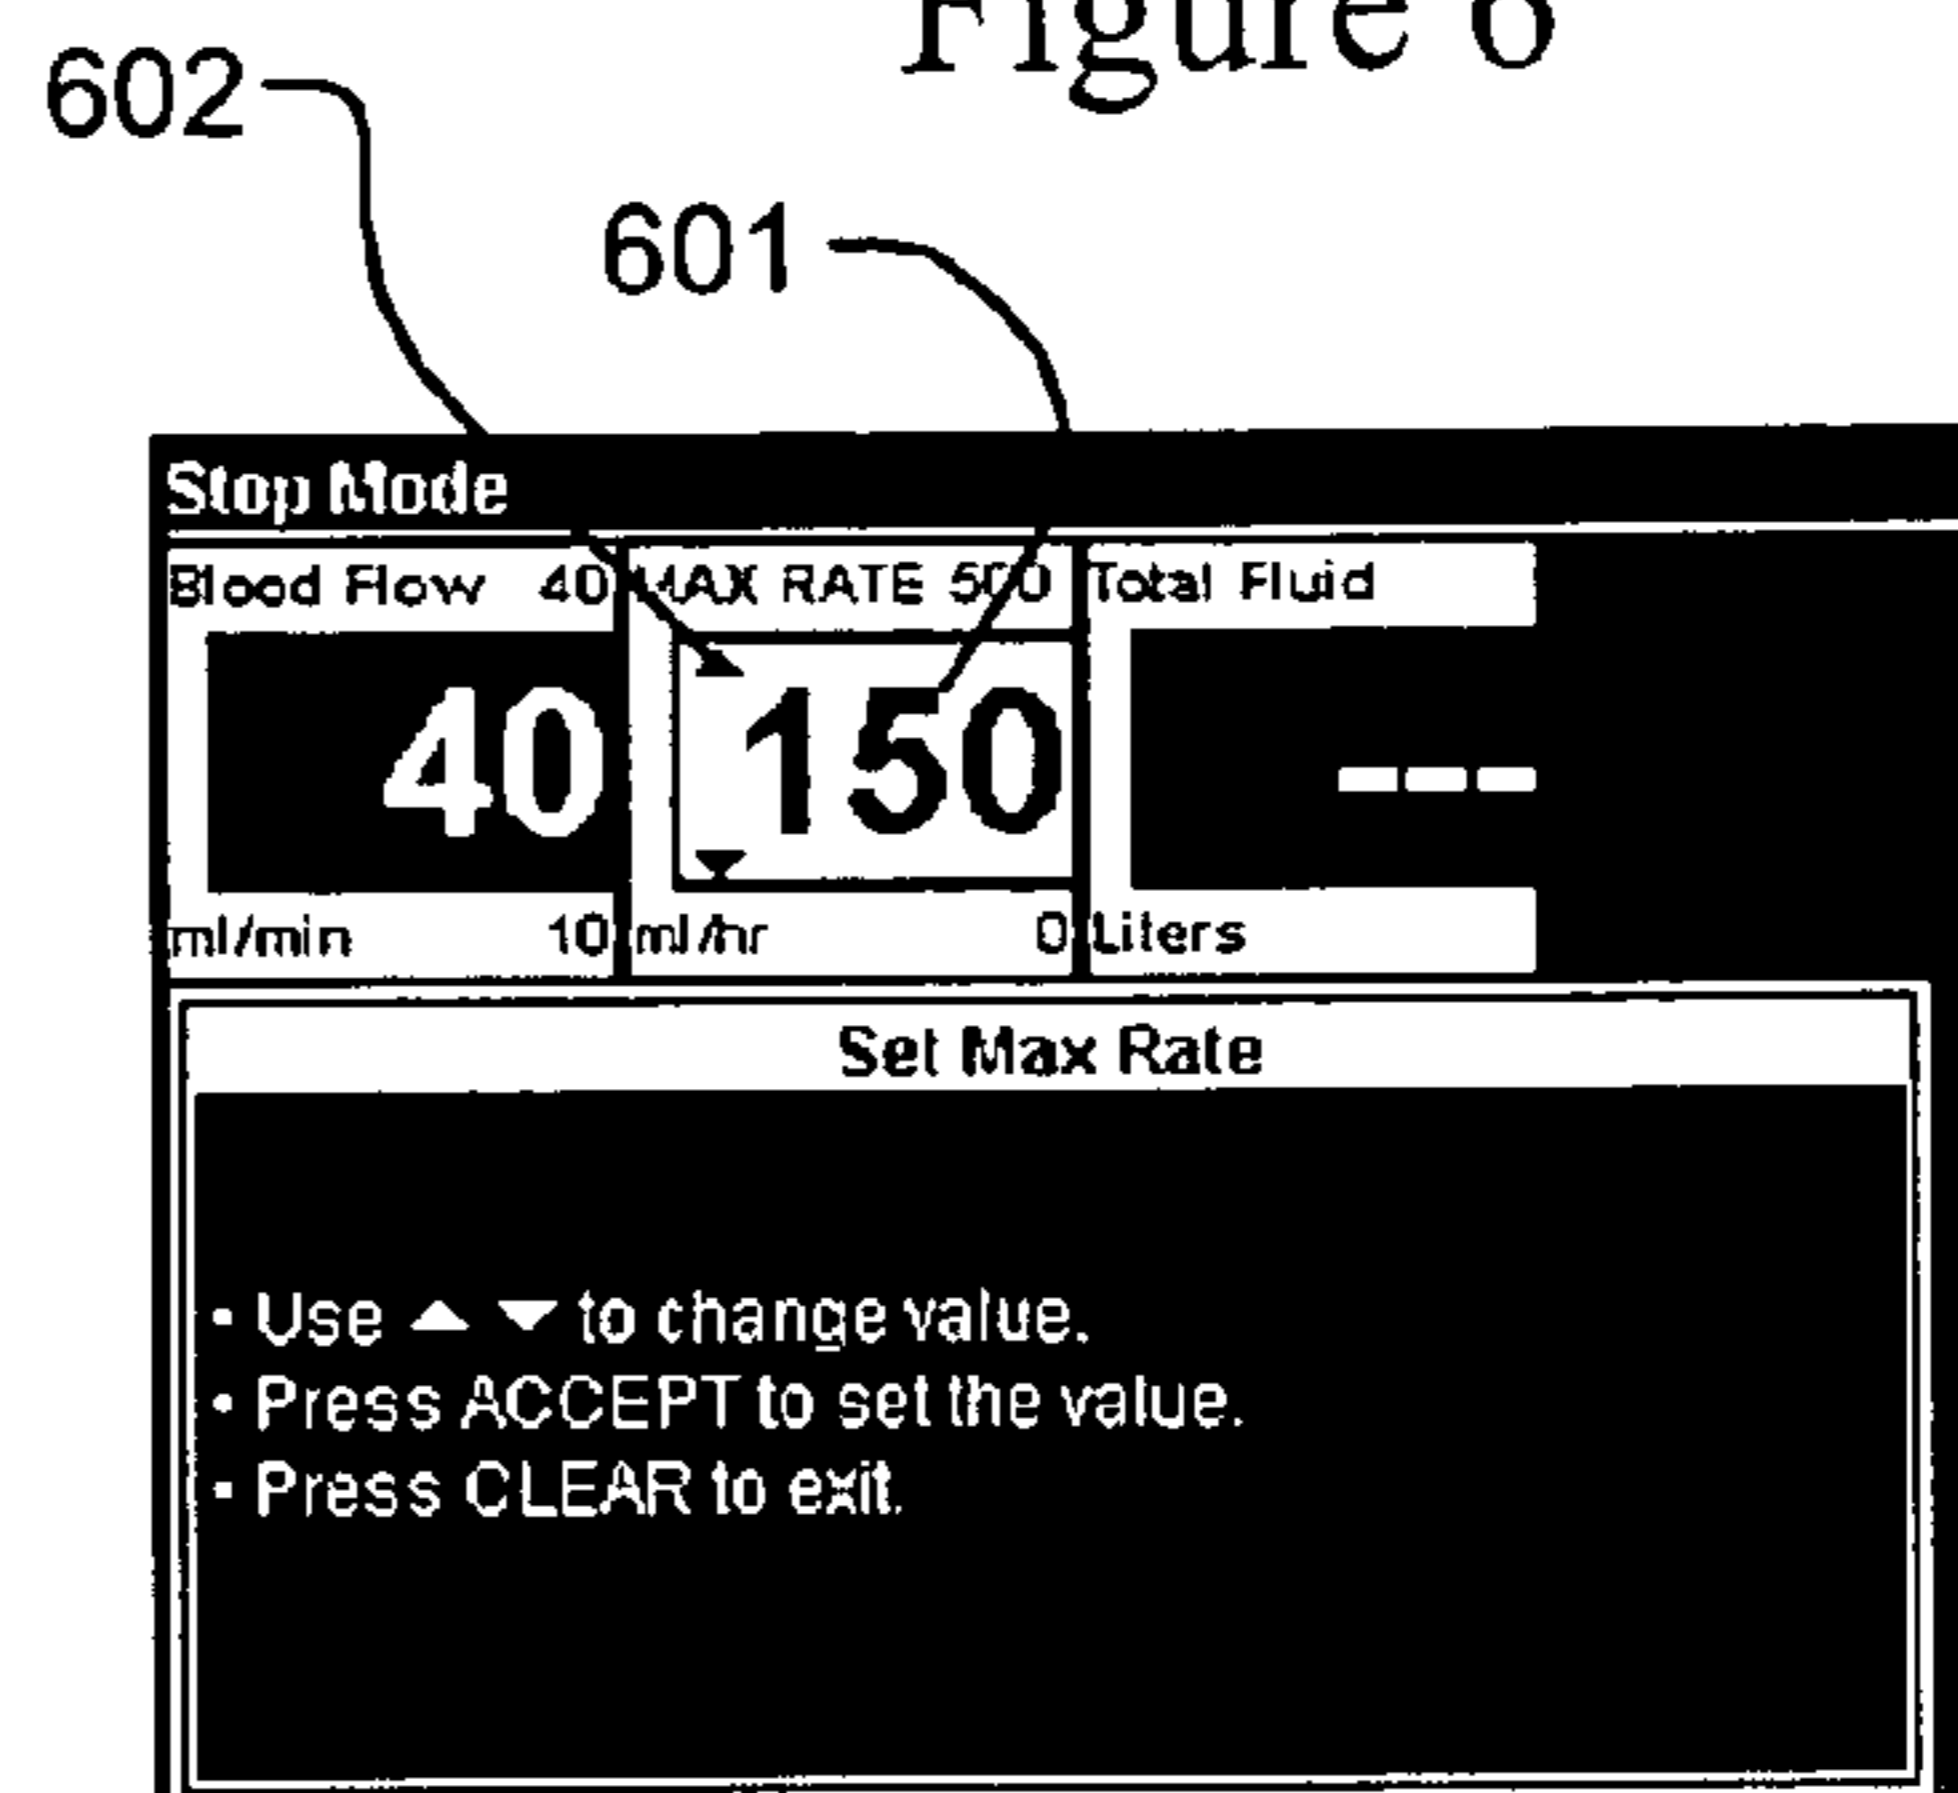 Figure 6
602
601
Stop Mode
Blood Flow 40 MAX RATE 500 Total Fluid
40 150 ---
ml/min 10 ml/hr 0 Liters
Set Max Rate
• Use ▲ ▼ to change value.
• Press ACCEPT to set the value.
• Press CLEAR to exit.